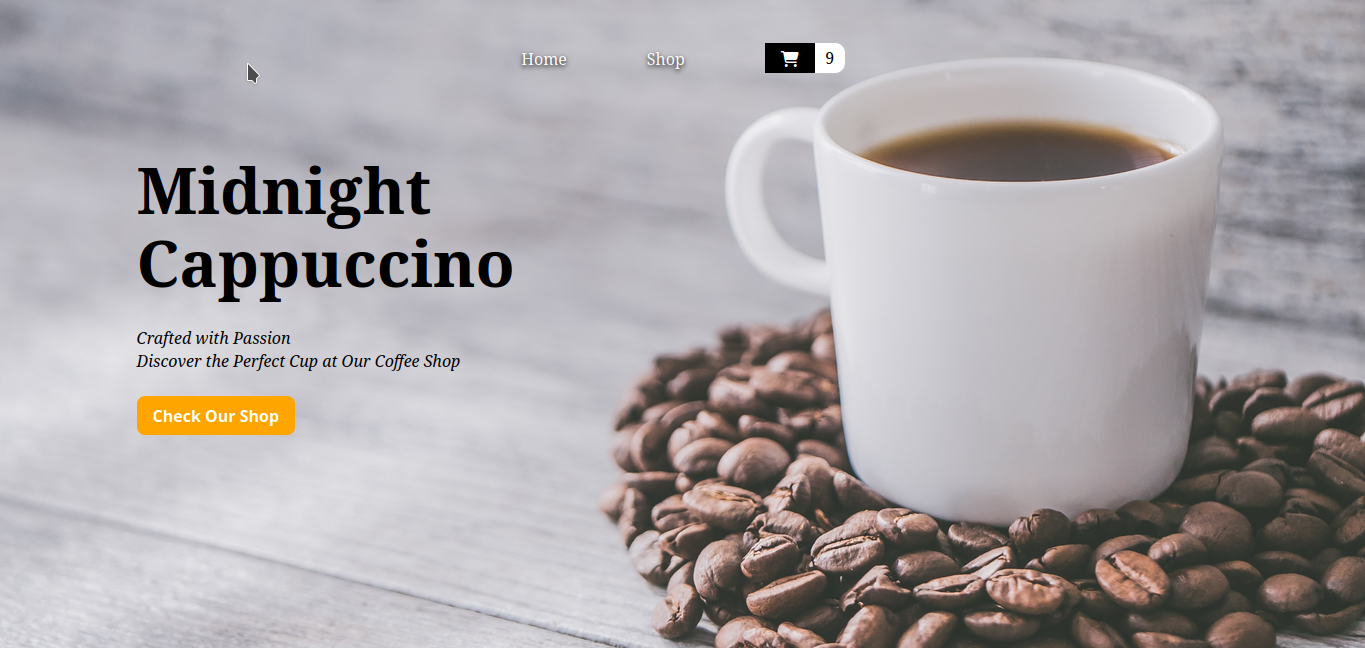 Home Shop 9
Midnight
Cappuccino
Crafted with Passion
Discover the Perfect Cup at Our Coffee Shop
Check Our Shop